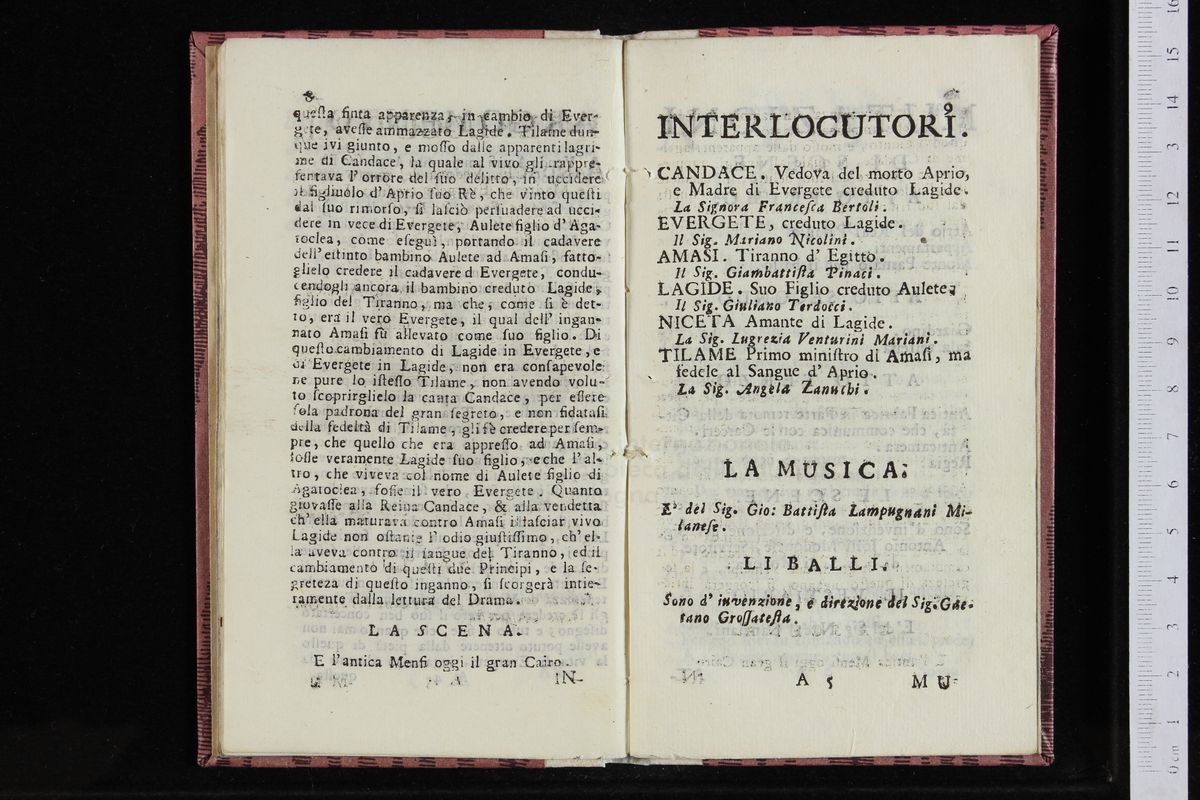 8
questa finta apparenza, in cambio di Ever-
gete, avesse ammazzato Lagide. Tilame dun-
que ivi giunto, e mosso dalle apparenti lagri-
me di Candace, la quale al vivo gli rappre-
sentava l'orrore del suo delitto, in uccidere
il figliuolo d'Aprio suo Rè, che vinto questi
dal suo rimorso, si lasciò persuadere ad ucci-
dere in vece di Evergete, Aulete figlio d'Aga-
toclea, come eseguì, portando il cadavere
dell'estinto bambino Aulete ad Amasi, fatto-
glielo credere il cadavere d Evergete, condu-
cendogli ancora il bambino creduto Lagide,
figlio del Tiranno, ma che, come si è det-
to, era il vero Evergete, il qual dell' ingan-
nato Amasi fù allevato come suo figlio. Di
questo cambiamento di Lagide in Evergete, e
di Evergete in Lagide, non era consapevole
ne pure lo istesso Tilame, non avendo volu-
to scoprirglielo la cauta Candace, per essere
sola padrona del gran segreto, e non fidatasi
della fedeltà di Tilame, gli fè credere per sem-
pre, che quello che era appresso ad Amasi,
fosse veramente Lagide suo figlio, e che l'al-
tro, che viveva col nome di Aulete figlio di
Agatoclea, fosse il vero Evergete. Quanto
giovasse alla Reina Candace, & alla vendetta
ch'ella maturava contro Amasi il lasciar vivo
Lagide non ostante l'odio giustissimo, ch'el-
la aveva contro il sangue del Tiranno, ed il
cambiamento di questi due Principi, e la se-
greteza di questo inganno, si scorgerà intie-
ramente dalla lettura del Drama.
LA SCENA.
E l'antica Menfi oggi il gran Cairo.
IN-
9
INTERLOCUTORI.
CANDACE. Vedova del morto Aprio,
e Madre di Evergete creduto Lagide.
La Signora Francesca Bertoli.
EVERGETE, creduto Lagide.
Il Sig. Mariano Nicolini.
AMASI. Tiranno d' Egitto.
Il Sig. Giambattista Pinaci.
LAGIDE. Suo Figlio creduto Aulete.
Il Sig. Giuliano Terdocci.
NICETA Amante di Lagide.
La Sig. Lugrezia Venturini Mariani.
TILAME Primo ministro di Amasi, ma
fedele al Sangue d' Aprio.
La Sig. Angela Zanuchi.
LA MUSICA.
E' del Sig. Gio: Battista Lampugnani Mi-
lanese.
LI BALLI.
Sono d' invenzione, e direzione del Sig. Gae-
tano Grossatesta.
A 5 MU-